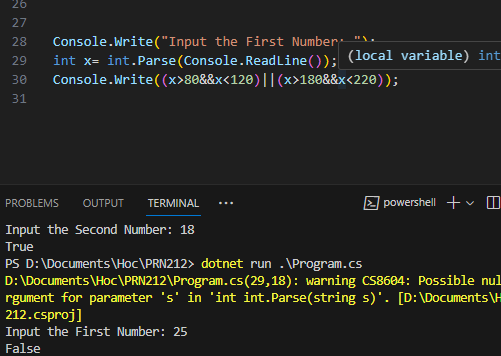 26
27
28 Console.Write("Input the First Number: ");
29 int x= int.Parse(Console.ReadLine());
(local variable) int
30 Console.Write((x>80&&x<120)||(x>180&&x<220));
31
PROBLEMS OUTPUT TERMINAL ... powershell
Input the Second Number: 18
True
PS D:\Documents\Hoc\PRN212> dotnet run .\Program.cs
D:\Documents\Hoc\PRN212\Program.cs(29,18): warning CS8604: Possible nul
rgument for parameter 's' in 'int int.Parse(string s)'. [D:\Documents\H
212.csproj]
Input the First Number: 25
False